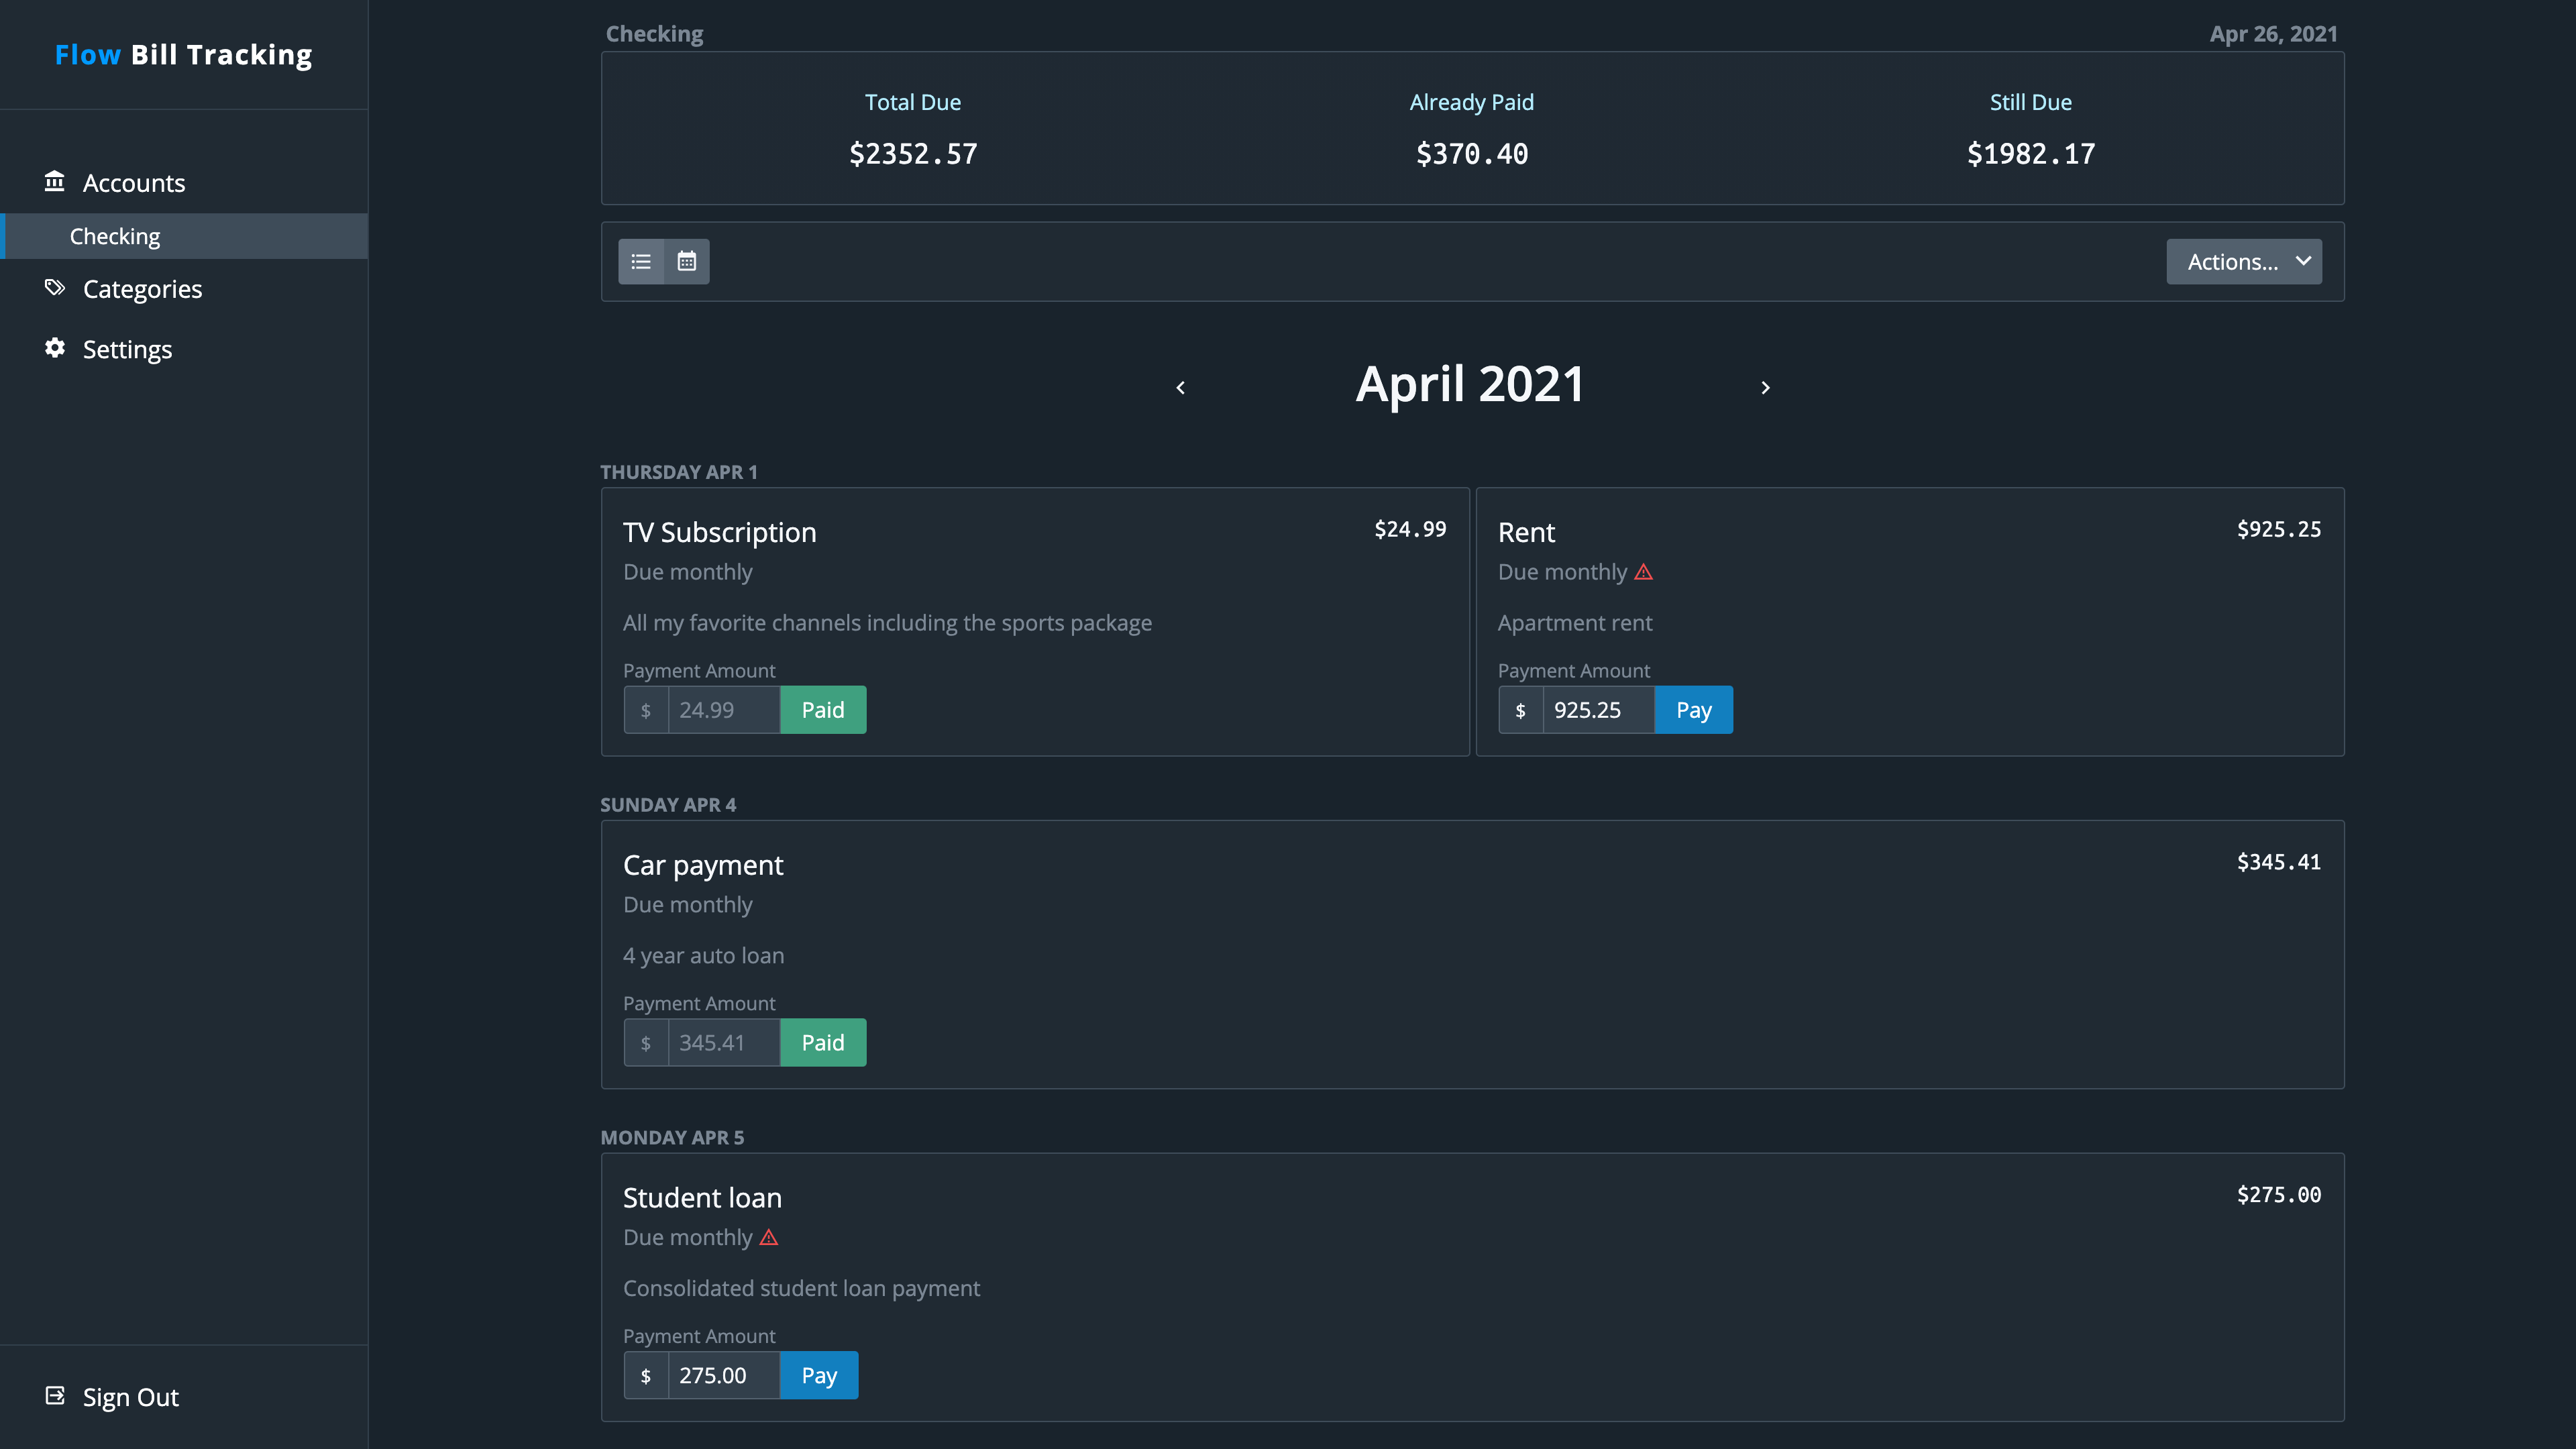 Flow Bill Tracking
Accounts
Checking
Categories
Settings
Sign Out
Checking
Apr 26, 2021
Total Due
Already Paid
Still Due
$2352.57
$370.40
$1982.17
Actions...
April 2021
THURSDAY APR 1
TV Subscription
$24.99
Due monthly
All my favorite channels including the sports package
Payment Amount
$ 24.99 Paid
Rent
$925.25
Due monthly
Apartment rent
Payment Amount
$ 925.25 Pay
SUNDAY APR 4
Car payment
$345.41
Due monthly
4 year auto loan
Payment Amount
$ 345.41 Paid
MONDAY APR 5
Student loan
$275.00
Due monthly
Consolidated student loan payment
Payment Amount
$ 275.00 Pay